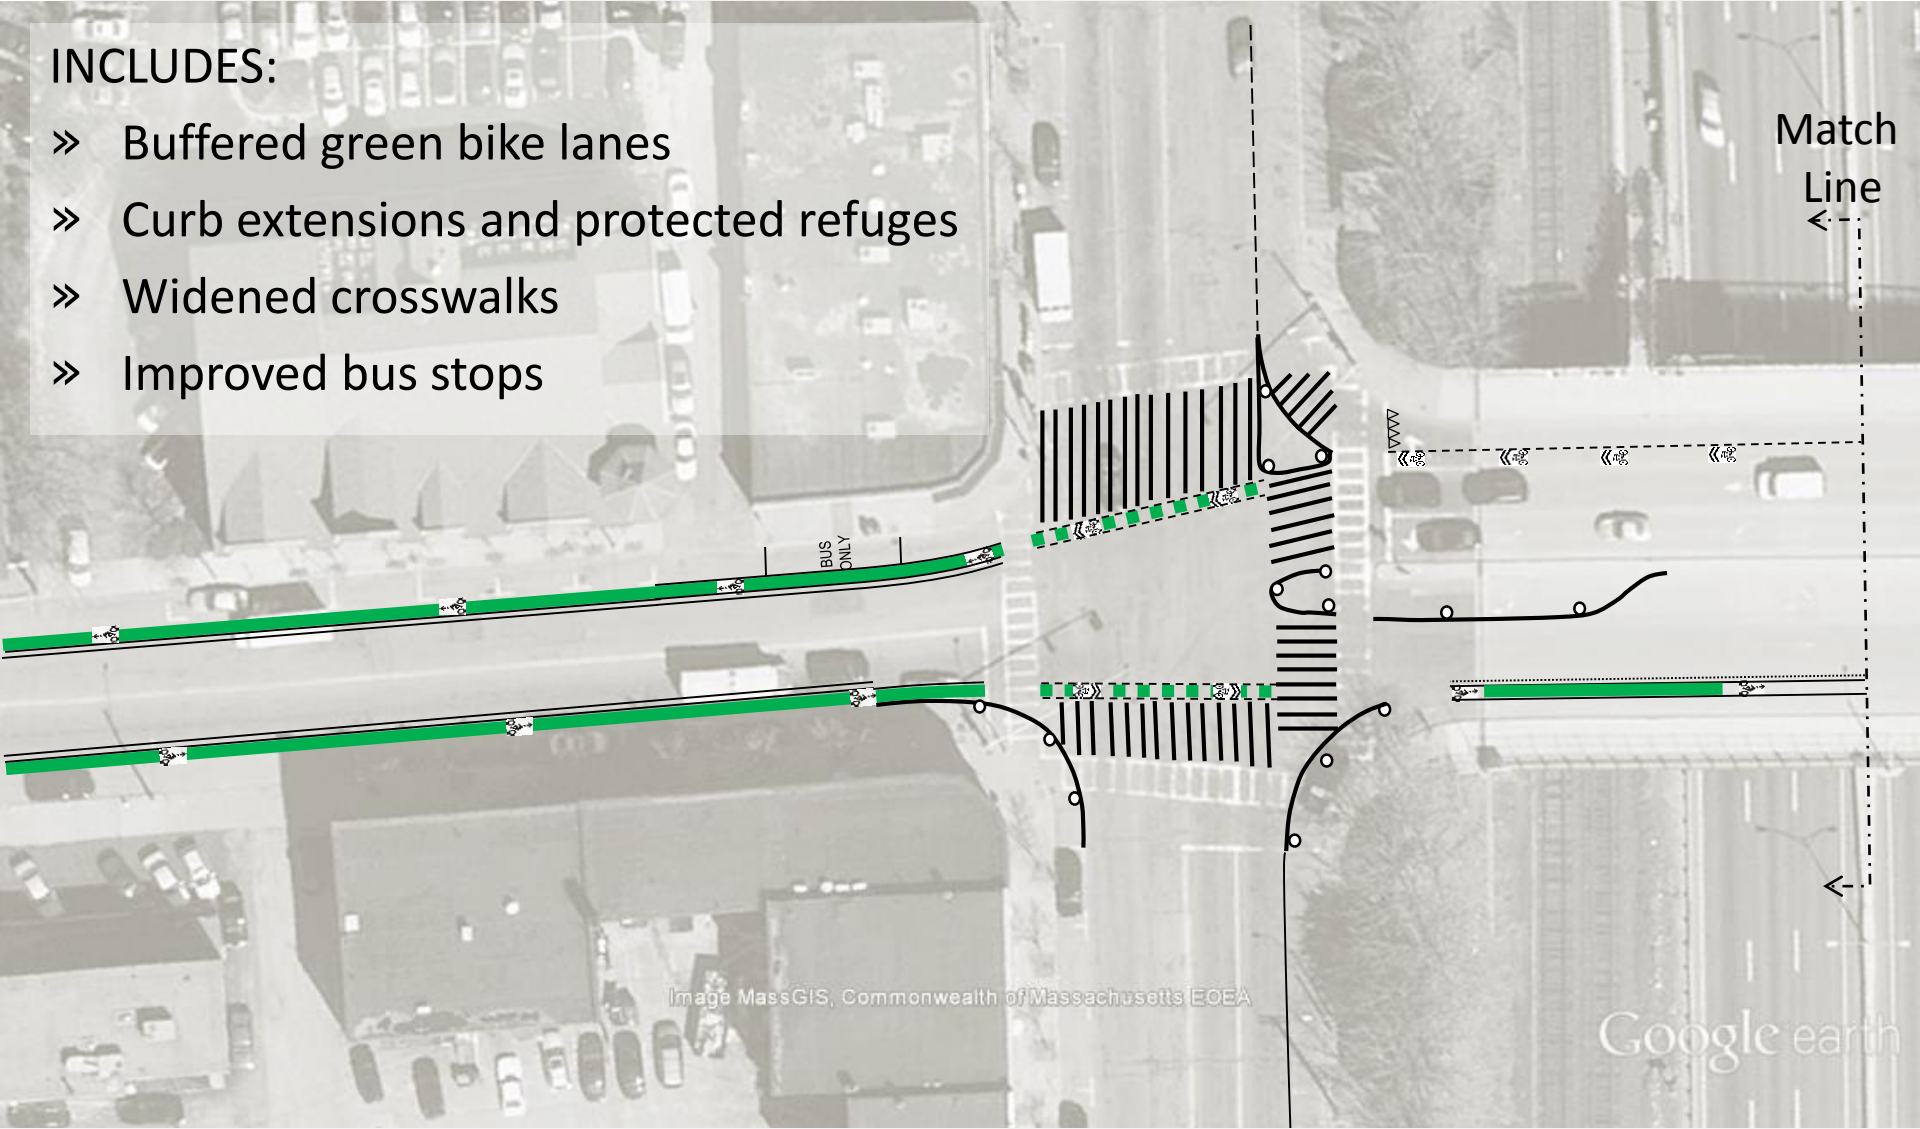 INCLUDES:
» Buffered green bike lanes
» Curb extensions and protected refuges
» Widened crosswalks
» Improved bus stops
Match
Line
BUS
ONLY
Image MassGIS, Commonwealth of Massachusetts EOEA
Google earth